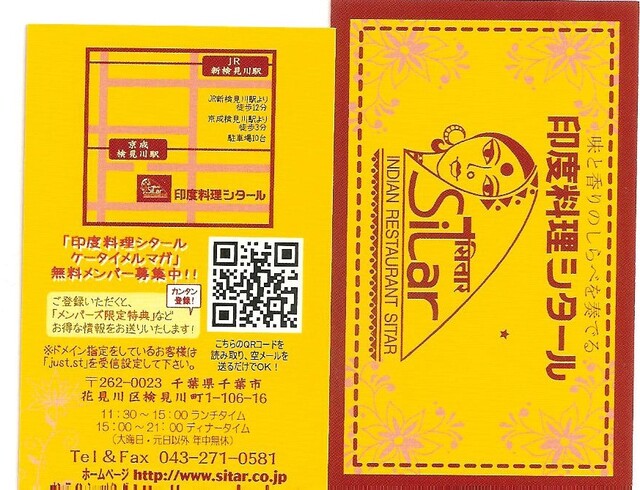 JR
新検見川駅
JR新検見川駅より
徒歩12分
京成検見川駅より
徒歩3分
駐車場10台
京成
検見川駅
Sitar
印度料理シタール
「印度料理シタール
ケータイメルマガ」
無料メンバー募集中!!
カンタン
登録!
ご登録いただくと、
「メンバーズ限定特典」など
お得な情報をお送りいたします!
こちらのQRコードを
読み取り、空メールを
送るだけでOK!
※ドメイン指定をしているお客様は
「just.st」を受信設定して下さい。
〒262-0023 千葉県千葉市
花見川区検見川町1-106-16
11:30～15:00 ランチタイム
15:00～21:00 ディナータイム
(大晦日・元日以外 年中無休)
Tel&Fax 043-271-0581
ホームページ http://www.sitar.co.jp
味と香りのしらべを奏でる
印度料理シタール
Sitar
सितार
INDIAN RESTAURANT SITAR